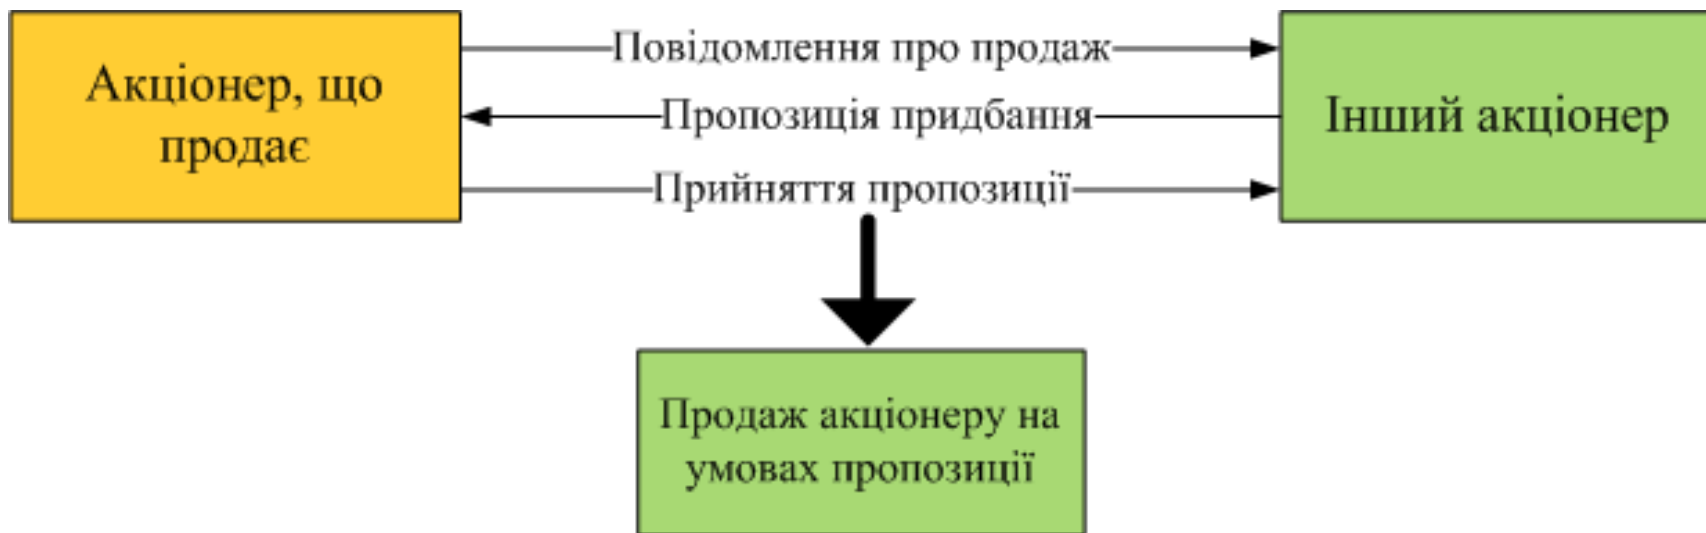 Акціонер, що
продає
Повідомлення про продаж
Пропозиція придбання
Прийняття пропозиції
Інший акціонер
Продаж акціонеру на
умовах пропозиції